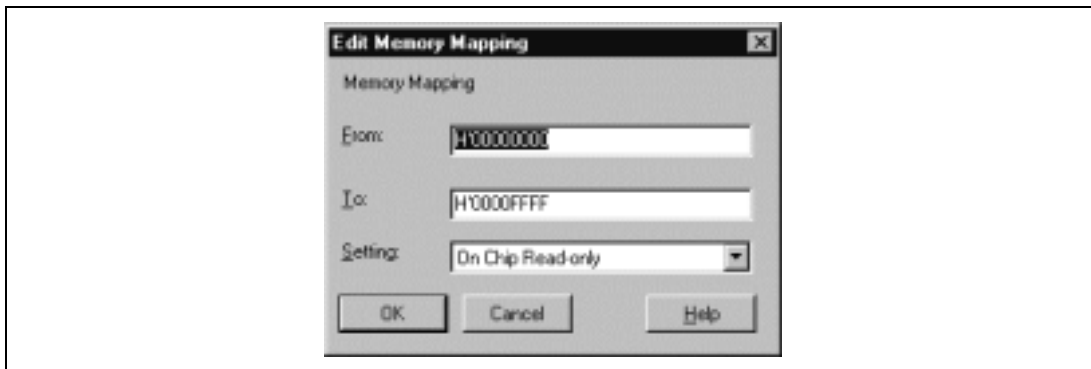 Edit Memory Mapping
Memory Mapping
From: H'00000000
To: H'0000FFFF
Setting: On Chip Read-only
OK Cancel Help